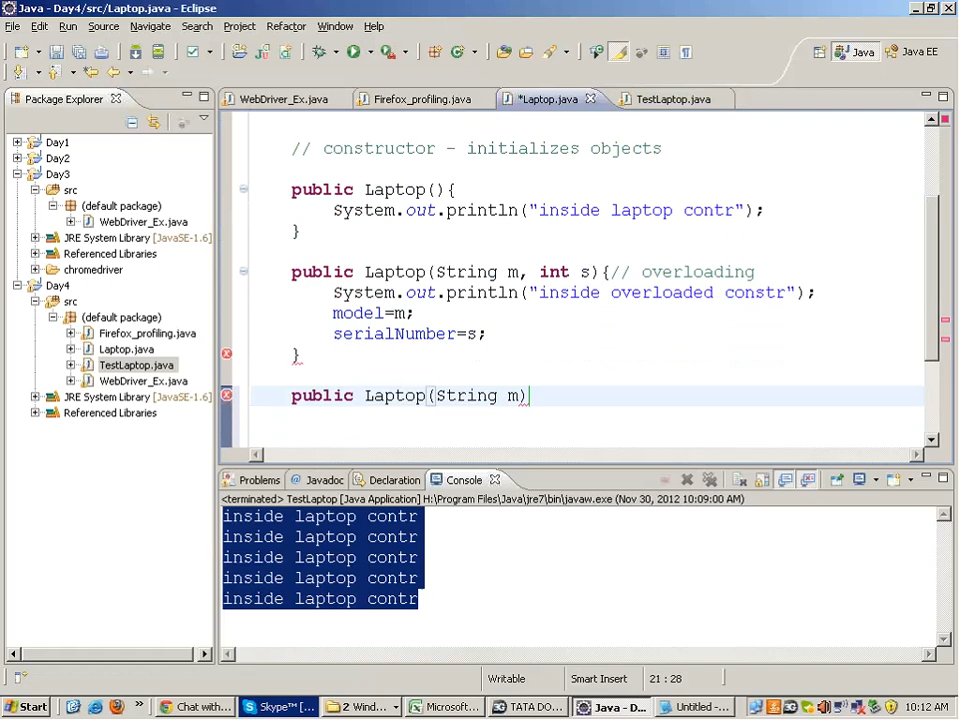 Java - Day4/src/Laptop.java - Eclipse
File Edit Run Source Navigate Search Project Refactor Window Help
Java Java EE
Package Explorer
WebDriver_Ex.java Firefox_profiling.java *Laptop.java TestLaptop.java
Day1
Day2
Day3
src
(default package)
WebDriver_Ex.java
JRE System Library [JavaSE-1.6]
Referenced Libraries
chromedriver
Day4
src
(default package)
Firefox_profiling.java
Laptop.java
TestLaptop.java
WebDriver_Ex.java
JRE System Library [JavaSE-1.6]
Referenced Libraries
// constructor - initializes objects
public Laptop(){
System.out.println("inside laptop contr");
}
public Laptop(String m, int s){// overloading
System.out.println("inside overloaded constr");
model=m;
serialNumber=s;
}
public Laptop(String m)
Problems Javadoc Declaration Console
<terminated> TestLaptop [Java Application] H:\Program Files\Java\jre7\bin\javaw.exe (Nov 30, 2012 10:09:00 AM)
inside laptop contr
inside laptop contr
inside laptop contr
inside laptop contr
inside laptop contr
Writable Smart Insert 21 : 28
Start Chat with... Skype™ [... 2 Wind... Microsoft... TATA DO... Java - D... Untitled -... 10:12 AM